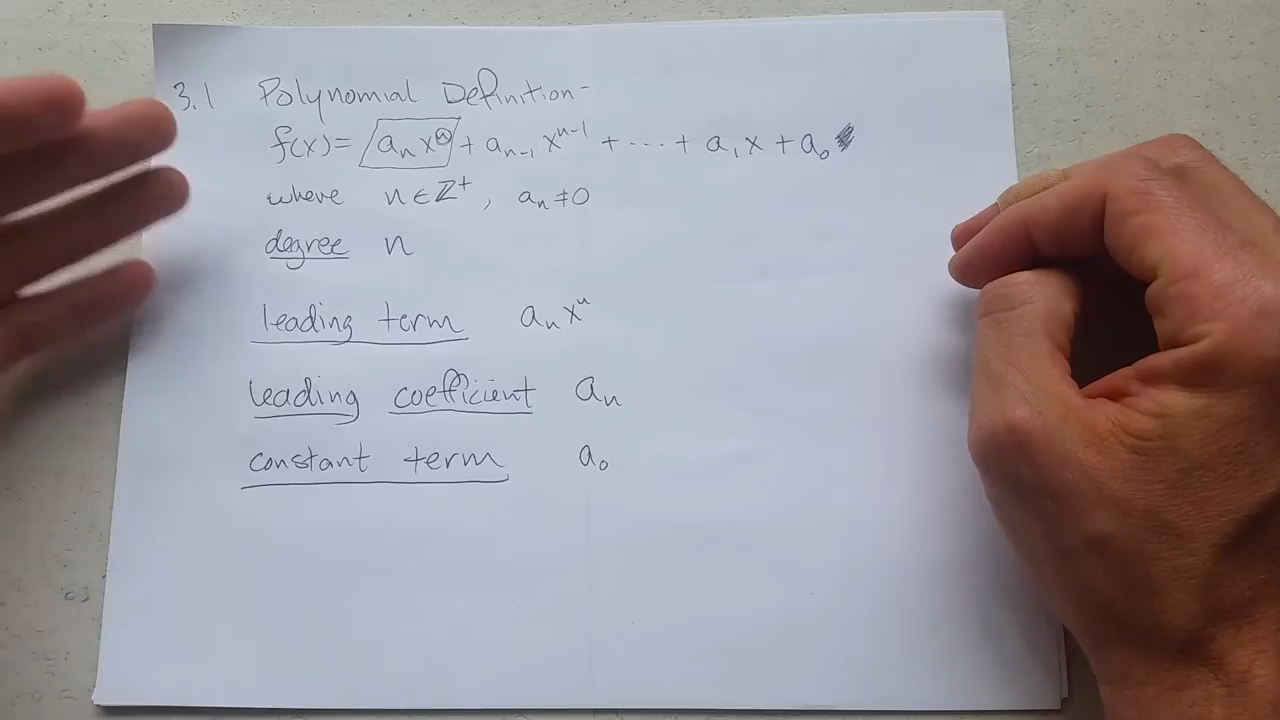 3.1 Polynomial Definition-
f(x) = aₙxⁿ + aₙ₋₁xⁿ⁻¹ + ... + a₁x + a₀
where n ∈ ℤ⁺, aₙ ≠ 0
degree n
leading term aₙxⁿ
leading coefficient aₙ
constant term a₀